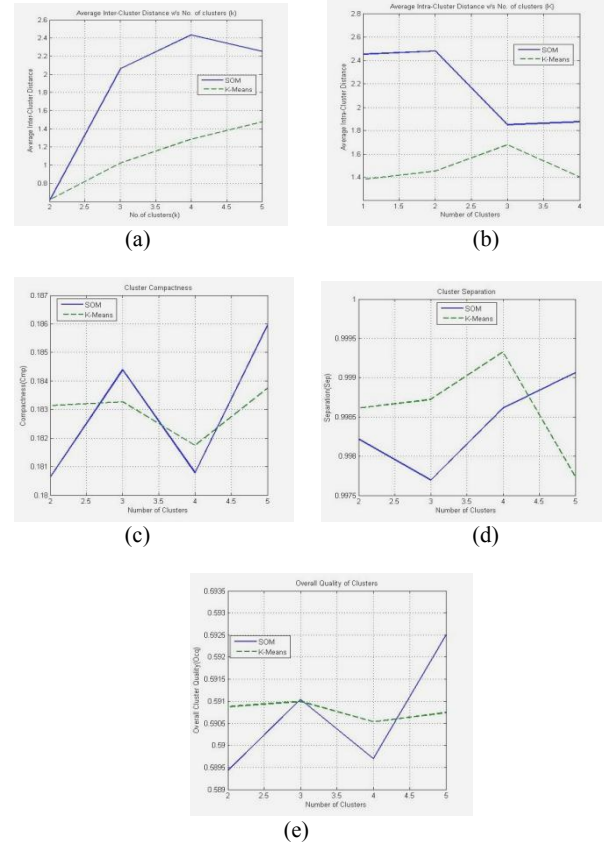 Average Inter-Cluster Distance v/s No. of clusters (k)
2.6
2.4
2.2
2
1.8
1.6
1.4
1.2
1
0.8
Average Inter-Cluster Distance
SOM
K-Means
2 2.5 3 3.5 4 4.5 5
No.of clusters(k)
(a)
Average Intra-Cluster Distance v/s No. of clusters (K)
2.8
2.6
2.4
2.2
2
1.8
1.6
1.4
Average Intra-Cluster Distance
SOM
K-Means
1 1.5 2 2.5 3 3.5 4
Number of Clusters
(b)
Cluster Compactness
0.187
0.186
0.185
0.184
0.183
0.182
0.181
0.18
Compactness(Cmp)
SOM
K-Means
2 2.5 3 3.5 4 4.5 5
Number of Clusters
(c)
Cluster Separation
1
0.9995
0.999
0.9985
0.998
0.9975
Separation(Sep)
SOM
K-Means
2 2.5 3 3.5 4 4.5 5
Number of Clusters
(d)
Overall Quality of Clusters
0.5935
0.593
0.5925
0.592
0.5915
0.591
0.5905
0.59
0.5895
0.589
Overall Cluster Quality(Ocq)
SOM
K-Means
2 2.5 3 3.5 4 4.5 5
Number of Clusters
(e)